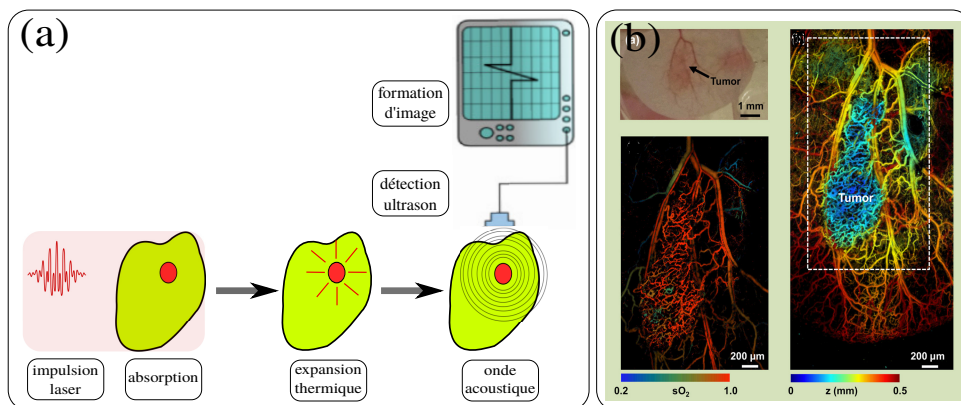 (a)
formation
d'image
détection
ultrason
impulsion
laser
absorption
expansion
thermique
onde
acoustique
(b)
(a)
Tumor
1 mm
200 µm
0.2 sO2 1.0
Tumor
200 µm
0 z (mm) 0.5